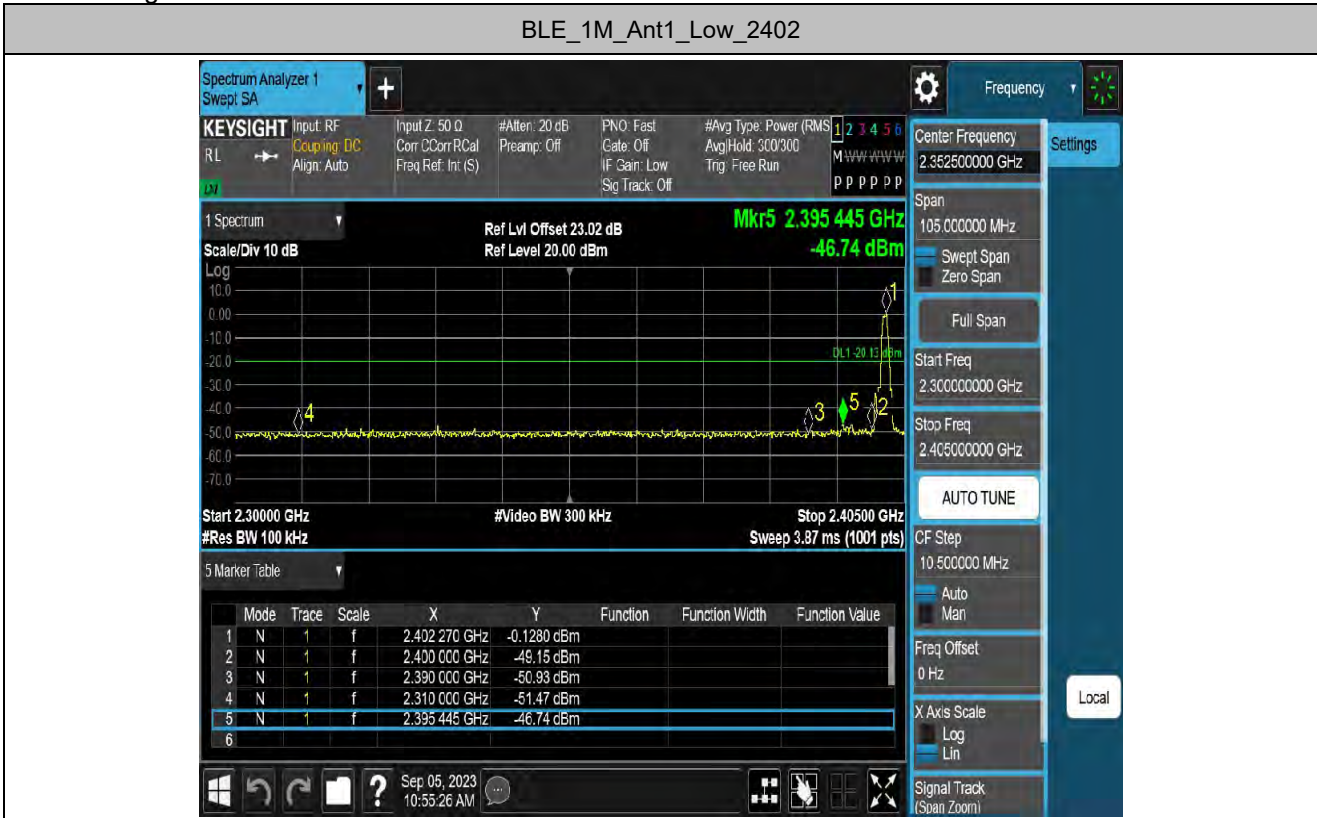 BLE_1M_Ant1_Low_2402
Spectrum Analyzer 1
Swept SA
+
Frequency
KEYSIGHT Input: RF Input Z: 50 Ω #Atten: 20 dB PNO: Fast #Avg Type: Power (RMS 1 2 3 4 5 6
RL Coupling: DC Corr CCorr RCal Preamp: Off Gate: Off Avg|Hold: 300/300 M W W W W W
Align: Auto Freq Ref: Int (S) IF Gain: Low Trig: Free Run
Sig Track: Off P P P P P P
Settings
Center Frequency
2.352500000 GHz
Span
105.000000 MHz
Swept Span
Zero Span
Full Span
Start Freq
2.300000000 GHz
Stop Freq
2.405000000 GHz
AUTO TUNE
CF Step
10.500000 MHz
Auto
Man
Freq Offset
0 Hz
X Axis Scale
Log
Lin
Local
Signal Track
(Span Zoom)
1 Spectrum
Ref Lvl Offset 23.02 dB Mkr5 2.395 445 GHz
Scale/Div 10 dB Ref Level 20.00 dBm -46.74 dBm
Log
10.0
0.00
-10.0
-20.0
-30.0
-40.0
-50.0
-60.0
-70.0
DL1 -20.13 dBm
4 3 5 2 1
Start 2.30000 GHz #Video BW 300 kHz Stop 2.40500 GHz
#Res BW 100 kHz Sweep 3.87 ms (1001 pts)
5 Marker Table
Mode Trace Scale X Y Function Function Width Function Value
1 N 1 f 2.402 270 GHz -0.1280 dBm
2 N 1 f 2.400 000 GHz -49.15 dBm
3 N 1 f 2.390 000 GHz -50.93 dBm
4 N 1 f 2.310 000 GHz -51.47 dBm
5 N 1 f 2.395 445 GHz -46.74 dBm
6
? Sep 05, 2023
10:55:26 AM